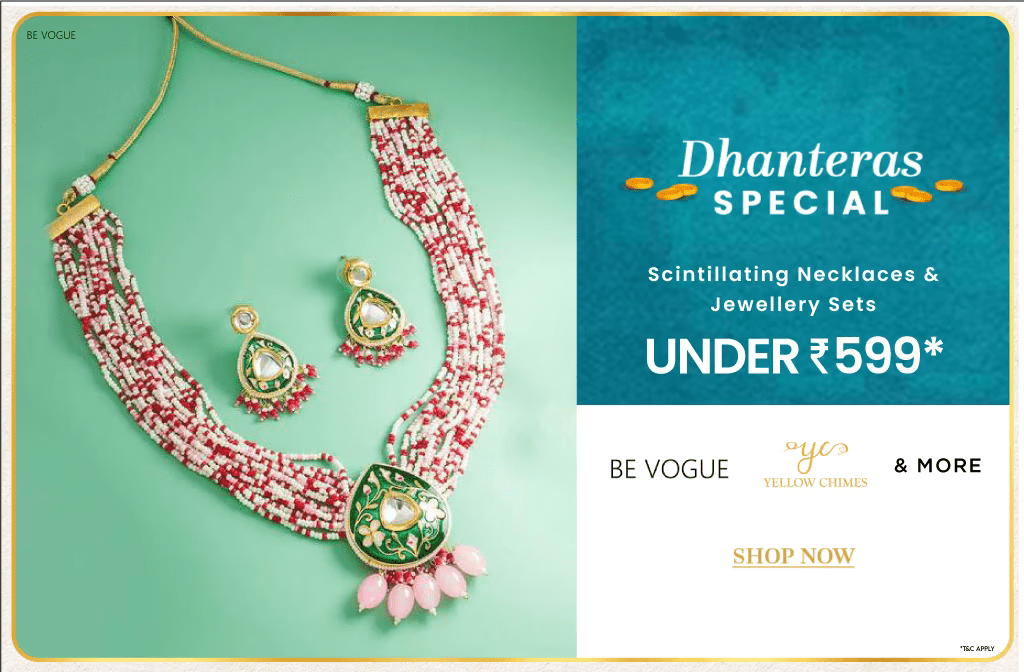 BE VOGUE
Dhanteras
SPECIAL
Scintillating Necklaces &
Jewellery Sets
UNDER ₹599*
BE VOGUE
yc
YELLOW CHIMES
& MORE
SHOP NOW
*T&C APPLY